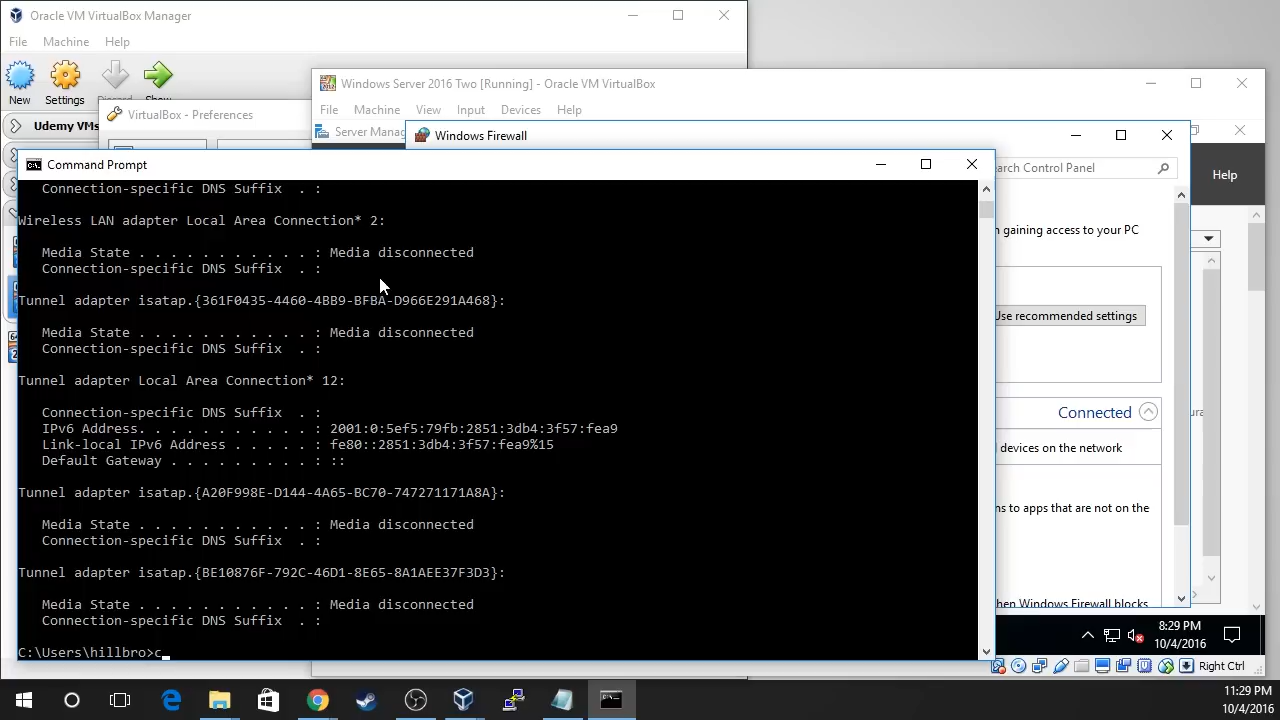 Oracle VM VirtualBox Manager
File Machine Help
New Settings Discard Show
Udemy VMs
VirtualBox - Preferences
Windows Server 2016 Two [Running] - Oracle VM VirtualBox
File Machine View Input Devices Help
Server Manag
Windows Firewall
earch Control Panel
Help
n gaining access to your PC
Use recommended settings
Connected
ura
devices on the network
ns to apps that are not on the
hen Windows Firewall blocks
Command Prompt
Connection-specific DNS Suffix . :
Wireless LAN adapter Local Area Connection* 2:
Media State . . . . . . . . . . . : Media disconnected
Connection-specific DNS Suffix . :
Tunnel adapter isatap.{361F0435-4460-4BB9-BFBA-D966E291A468}:
Media State . . . . . . . . . . . : Media disconnected
Connection-specific DNS Suffix . :
Tunnel adapter Local Area Connection* 12:
Connection-specific DNS Suffix . :
IPv6 Address. . . . . . . . . . . : 2001:0:5ef5:79fb:2851:3db4:3f57:fea9
Link-local IPv6 Address . . . . . : fe80::2851:3db4:3f57:fea9%15
Default Gateway . . . . . . . . . : ::
Tunnel adapter isatap.{A20F998E-D144-4A65-BC70-747271171A8A}:
Media State . . . . . . . . . . . : Media disconnected
Connection-specific DNS Suffix . :
Tunnel adapter isatap.{BE10876F-792C-46D1-8E65-8A1AEE37F3D3}:
Media State . . . . . . . . . . . : Media disconnected
Connection-specific DNS Suffix . :
C:\Users\hillbro>c
8:29 PM
10/4/2016
Right Ctrl
11:29 PM
10/4/2016